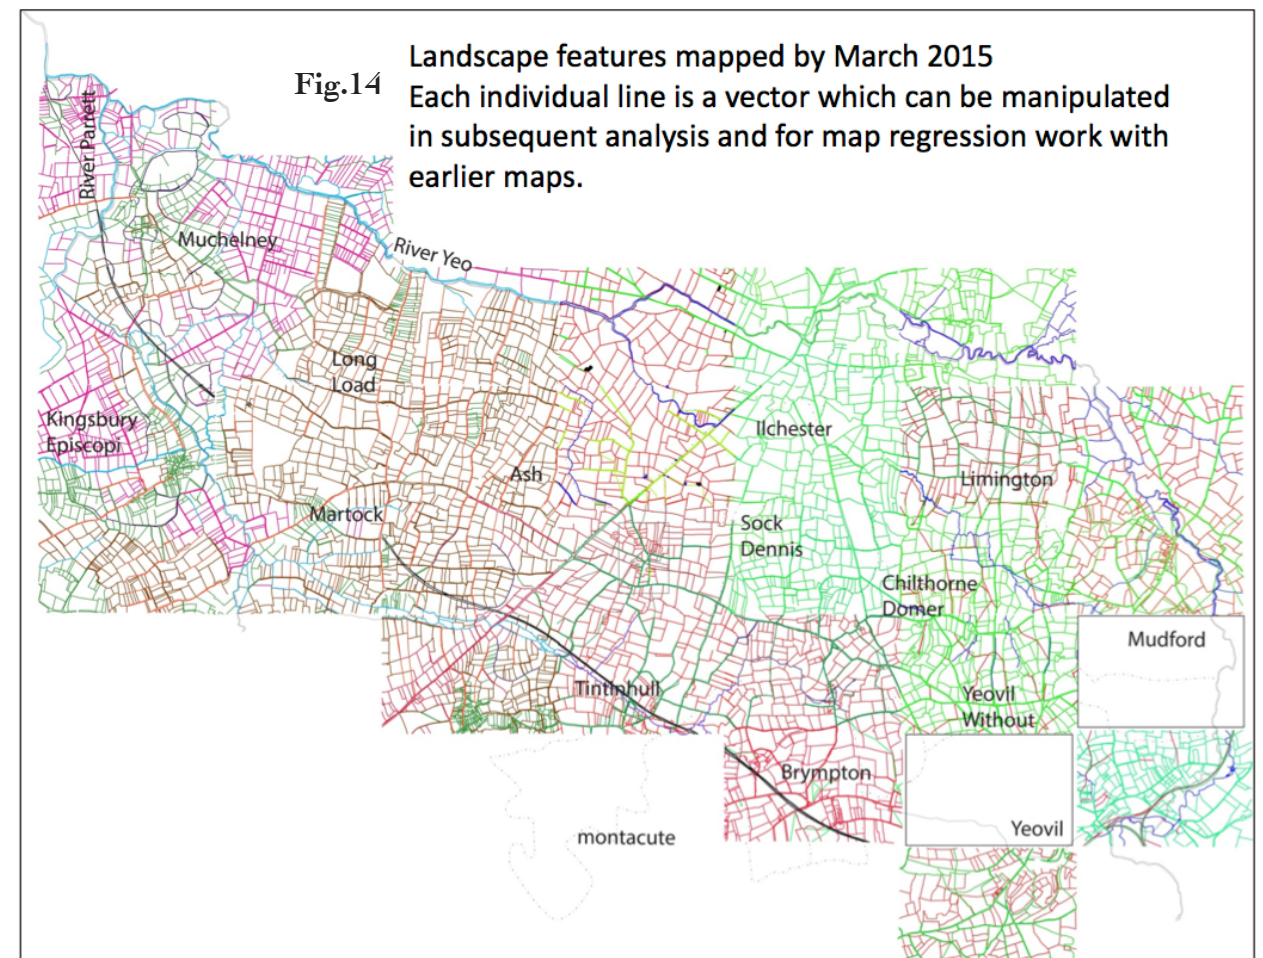 Landscape features mapped by March 2015
Fig.14
Each individual line is a vector which can be manipulated
in subsequent analysis and for map regression work with
earlier maps.
River Parrett
Muchelney
River Yeo
Long
Load
Kingsbury
Episcopi
Ilchester
Ash
Limington
Martock
Sock
Dennis
Chilthorne
Domer
Mudford
Tintinhull
Yeovil
Without
Brympton
Yeovil
montacute